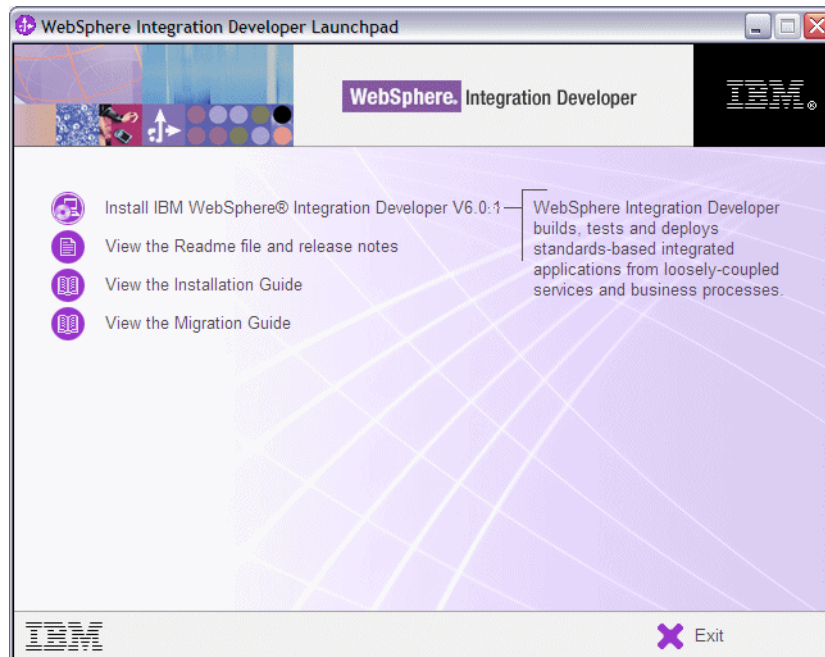 WebSphere Integration Developer Launchpad
WebSphere. Integration Developer
IBM®
Install IBM WebSphere® Integration Developer V6.0.1
WebSphere Integration Developer
builds, tests and deploys
standards-based integrated
applications from loosely-coupled
services and business processes.
View the Readme file and release notes
View the Installation Guide
View the Migration Guide
IBM
Exit